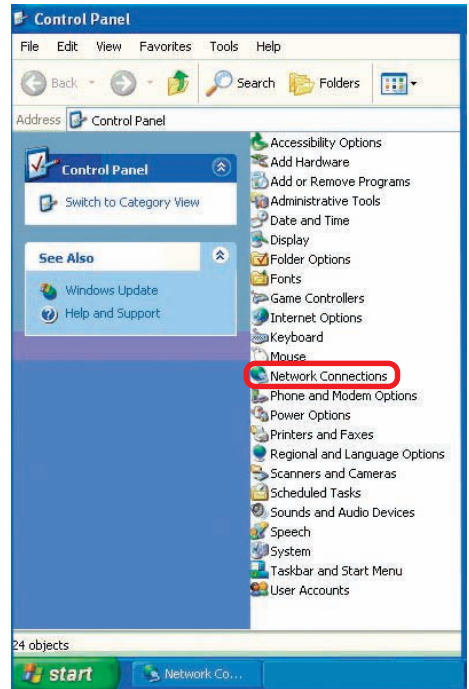 Control Panel
File Edit View Favorites Tools Help
Back Search Folders
Address Control Panel
Control Panel
Switch to Category View
See Also
Windows Update
Help and Support
Accessibility Options
Add Hardware
Add or Remove Programs
Administrative Tools
Date and Time
Display
Folder Options
Fonts
Game Controllers
Internet Options
Keyboard
Mouse
Network Connections
Phone and Modem Options
Power Options
Printers and Faxes
Regional and Language Options
Scanners and Cameras
Scheduled Tasks
Sounds and Audio Devices
Speech
System
Taskbar and Start Menu
User Accounts
24 objects
start Network Co...